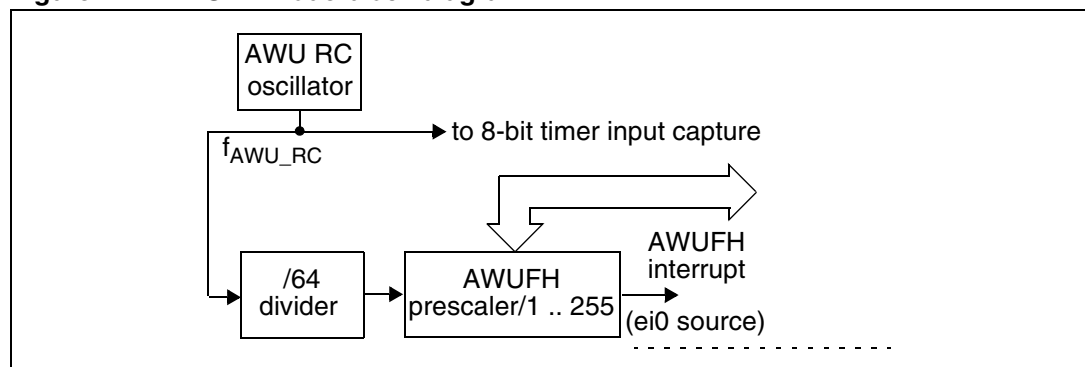 AWU RC
oscillator
to 8-bit timer input capture
fAWU_RC
AWUFH
interrupt
/64
divider
AWUFH
prescaler/1 .. 255
(ei0 source)